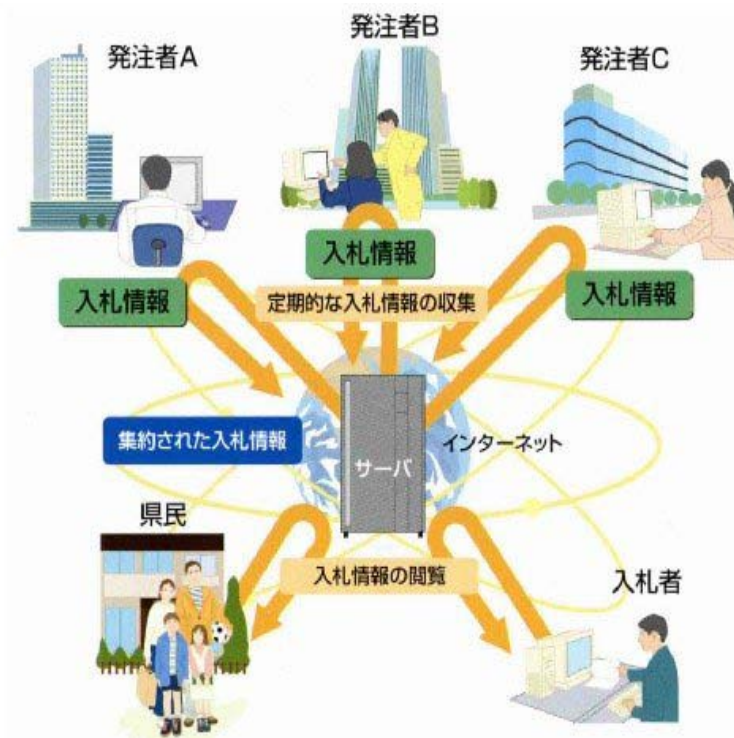 発注者A
発注者B
発注者C
入札情報
入札情報
入札情報
定期的な入札情報の収集
集約された入札情報
サーバ
インターネット
県民
入札情報の閲覧
入札者